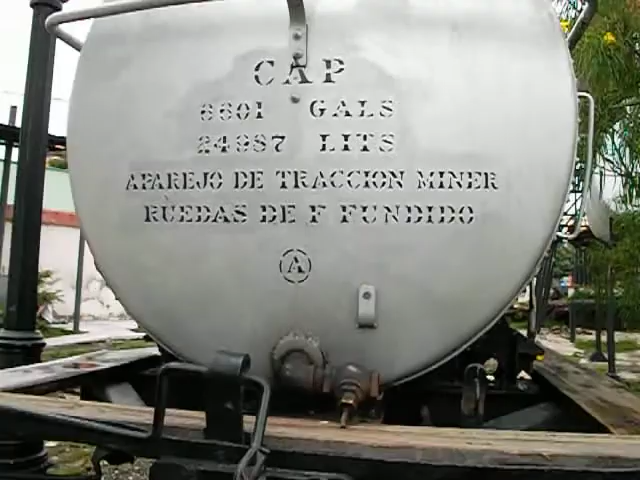 CAP
6601 GALS
24987 LITS
APAREJO DE TRACCION MINER
RUEDAS DE F FUNDIDO
A